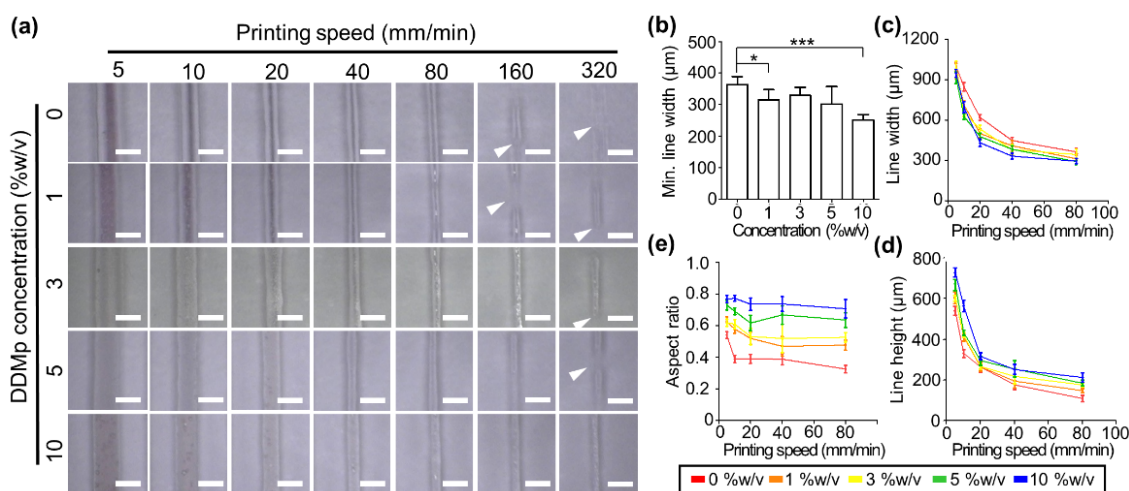 (a)
Printing speed (mm/min)
5 10 20 40 80 160 320
DDMp concentration (%w/v)
0
1
3
5
10
(b)
* ***
Min. line width (µm)
500
400
300
200
100
0
0 1 3 5 10
Concentration (%w/v)
(c)
Line width (µm)
1200
900
600
300
0
0 20 40 60 80 100
Printing speed (mm/min)
(e)
Aspect ratio
1.0
0.8
0.6
0.4
0.2
0
0 20 40 60 80
Printing speed (mm/min)
(d)
Line height (µm)
800
600
400
200
0
0 20 40 60 80 100
Printing speed (mm/min)
0 %w/v 1 %w/v 3 %w/v 5 %w/v 10 %w/v